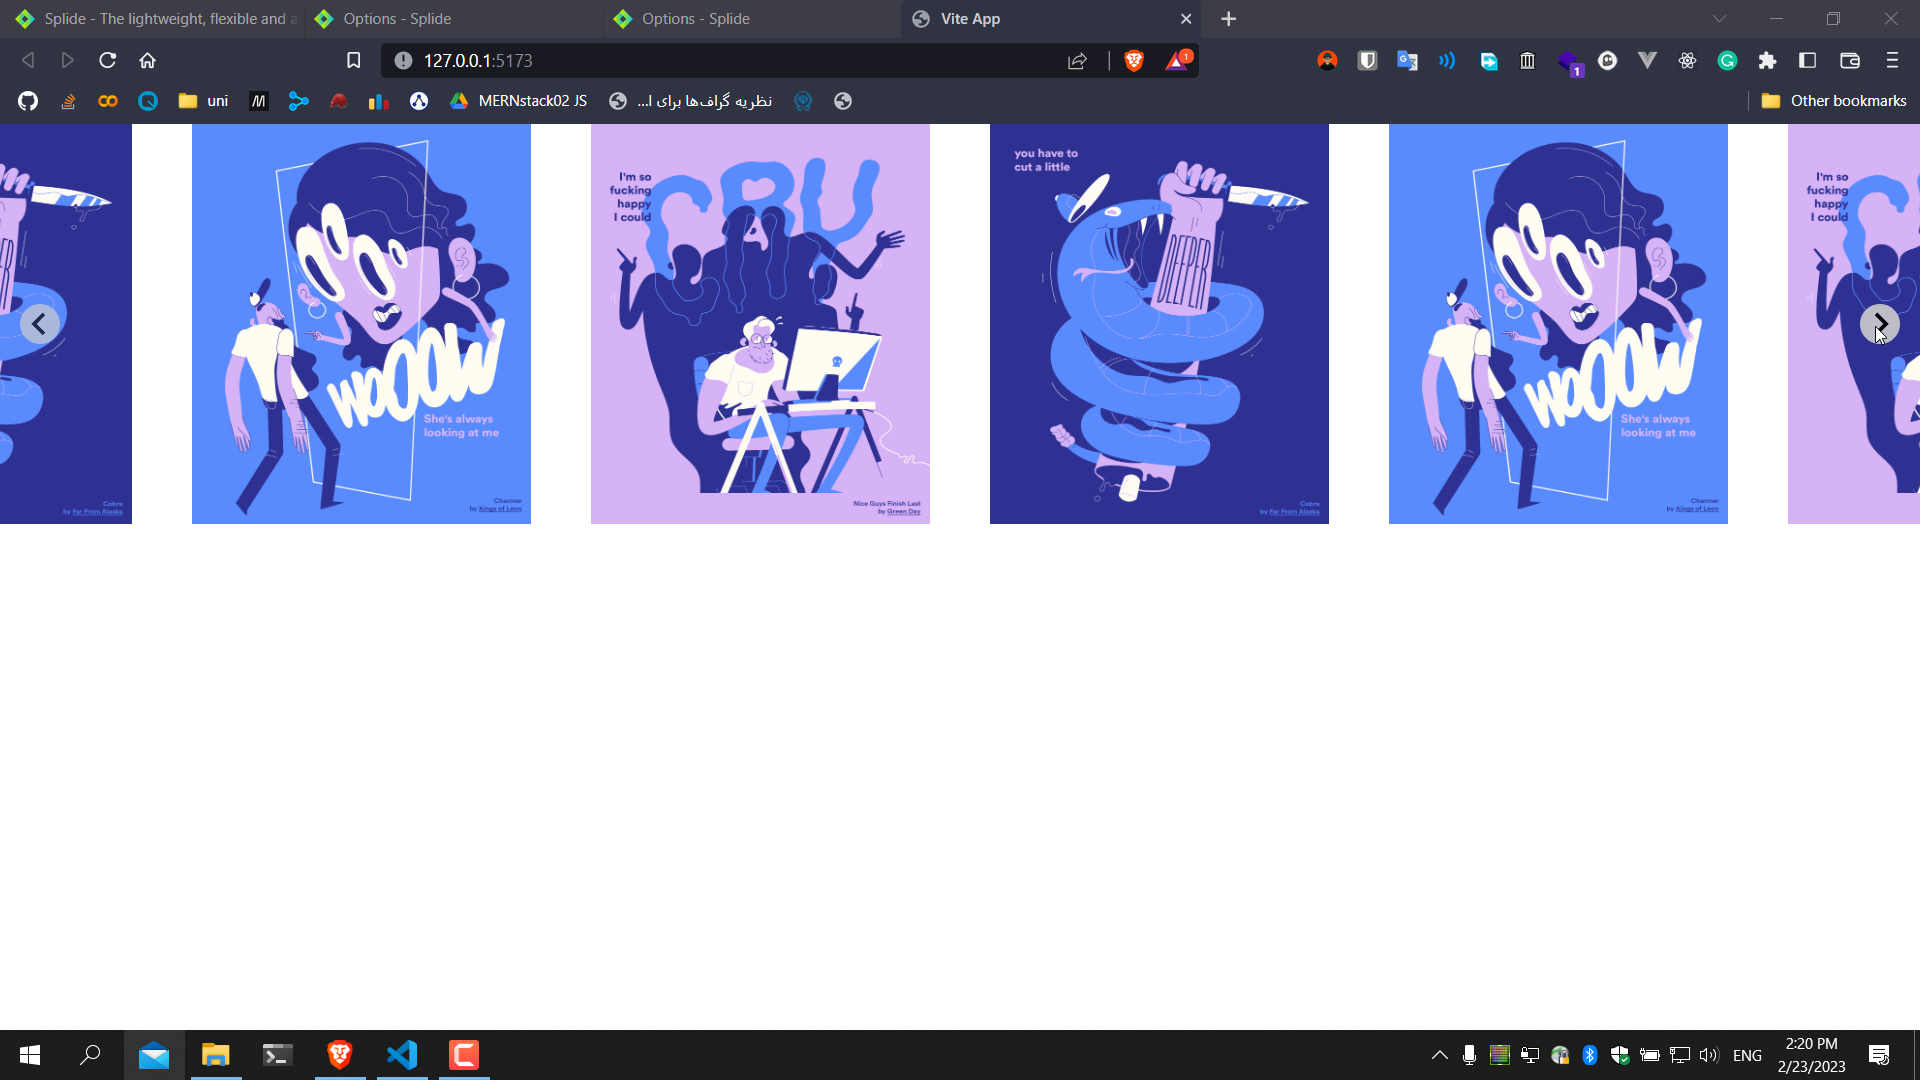 Splide - The lightweight, flexible and a
Options - Splide
Options - Splide
Vite App
127.0.0.1:5173
1
1
uni
MERNstack02 JS
نظریه گراف‌ها برای ا...
Other bookmarks
Cobra
by Far From Alaska
woOOW
She's always
looking at me
Charmer
by Kings of Leon
I'm so
fucking
happy
I could
CRY
Nice Guys Finish Last
by Green Day
you have to
cut a little
DEEPER
Cobra
by Far From Alaska
woOOW
She's always
looking at me
Charmer
by Kings of Leon
I'm so
fucking
happy
I could
ENG
2:20 PM
2/23/2023